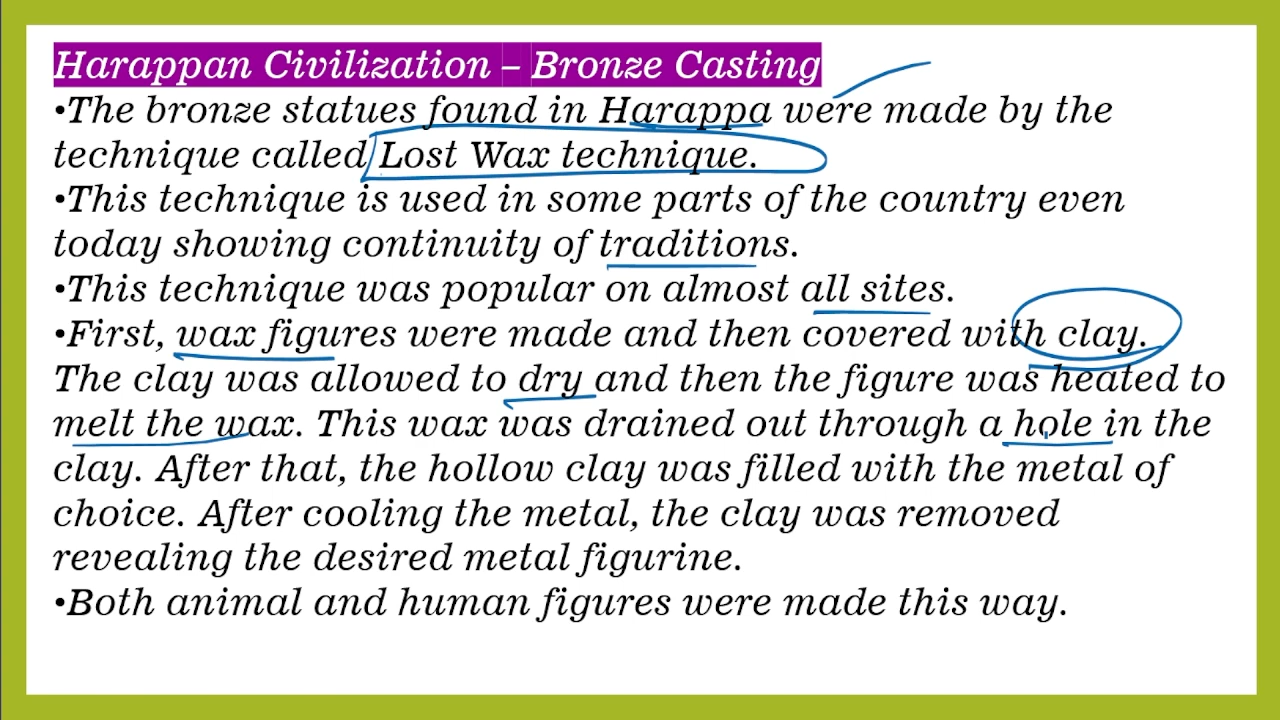 Harappan Civilization – Bronze Casting
•The bronze statues found in Harappa were made by the
technique called Lost Wax technique.
•This technique is used in some parts of the country even
today showing continuity of traditions.
•This technique was popular on almost all sites.
•First, wax figures were made and then covered with clay.
The clay was allowed to dry and then the figure was heated to
melt the wax. This wax was drained out through a hole in the
clay. After that, the hollow clay was filled with the metal of
choice. After cooling the metal, the clay was removed
revealing the desired metal figurine.
•Both animal and human figures were made this way.